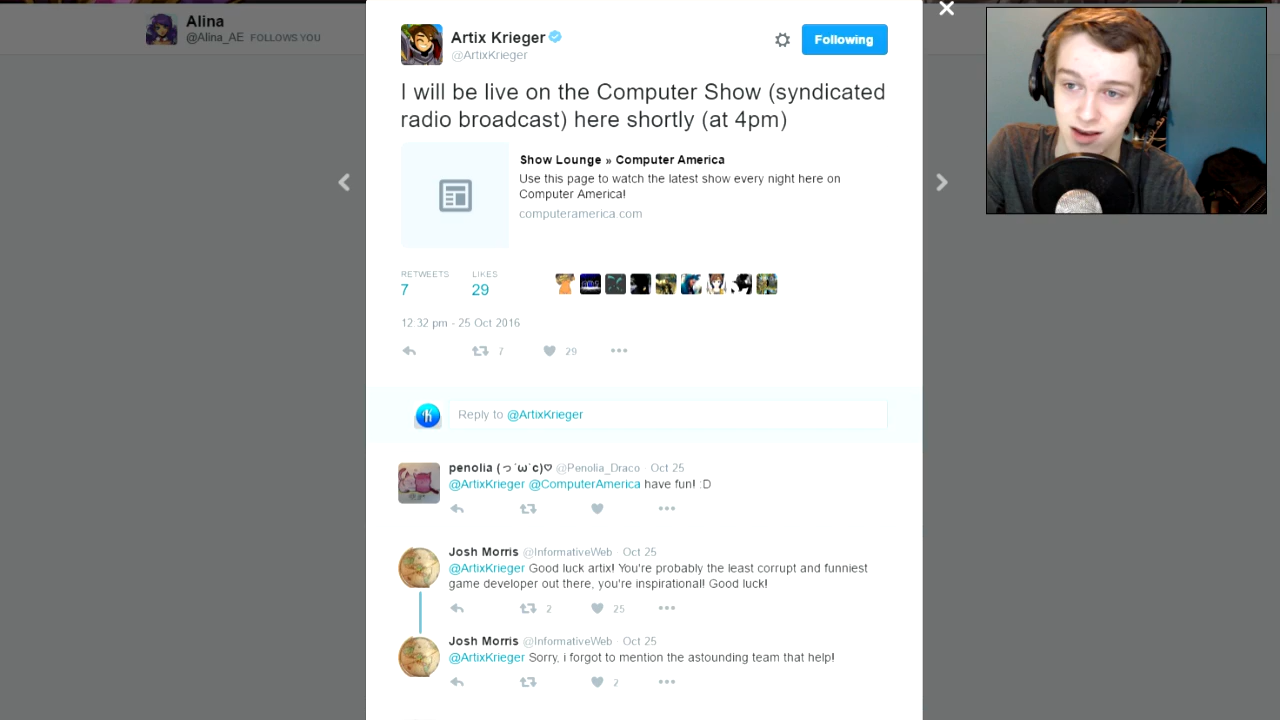 Alina
@Alina_AE FOLLOWS YOU
Artix Krieger
@ArtixKrieger
Following
I will be live on the Computer Show (syndicated
radio broadcast) here shortly (at 4pm)
Show Lounge » Computer America
Use this page to watch the latest show every night here on
Computer America!
computeramerica.com
RETWEETS LIKES
7 29
12:32 pm - 25 Oct 2016
7 29
Reply to @ArtixKrieger
penolia (っ´ω`c)♡ @Penolia_Draco · Oct 25
@ArtixKrieger @ComputerAmerica have fun! :D
Josh Morris @InformativeWeb · Oct 25
@ArtixKrieger Good luck artix! You're probably the least corrupt and funniest
game developer out there, you're inspirational! Good luck!
2 25
Josh Morris @InformativeWeb · Oct 25
@ArtixKrieger Sorry, i forgot to mention the astounding team that help!
2